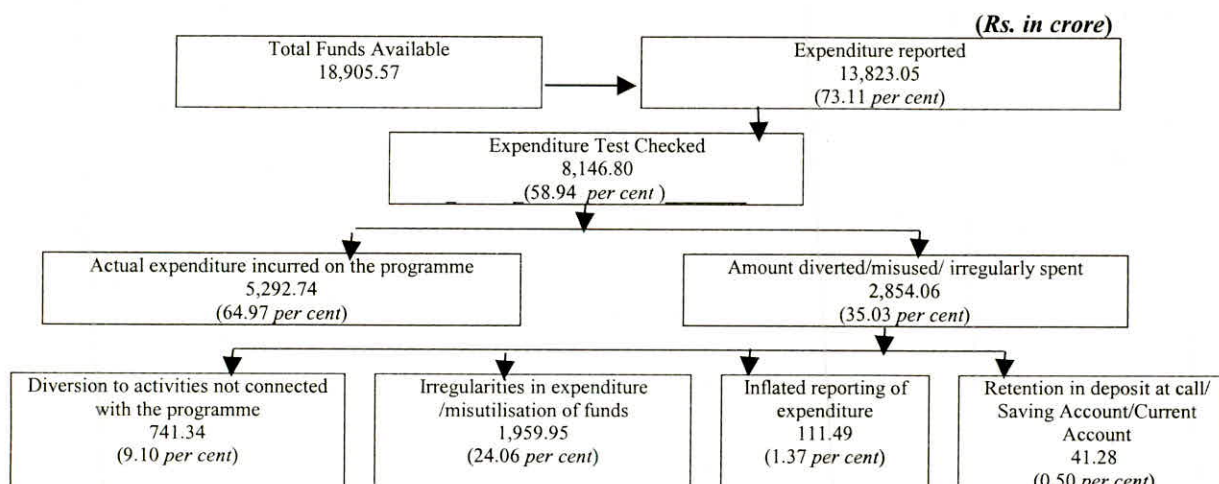 (Rs. in crore)
Total Funds Available
18,905.57
Expenditure reported
13,823.05
(73.11 per cent)
Expenditure Test Checked
8,146.80
(58.94 per cent )
Actual expenditure incurred on the programme
5,292.74
(64.97 per cent)
Amount diverted/misused/ irregularly spent
2,854.06
(35.03 per cent)
Diversion to activities not connected
with the programme
741.34
(9.10 per cent)
Irregularities in expenditure
/misutilisation of funds
1,959.95
(24.06 per cent)
Inflated reporting of
expenditure
111.49
(1.37 per cent)
Retention in deposit at call/
Saving Account/Current
Account
41.28
(0.50 per cent)